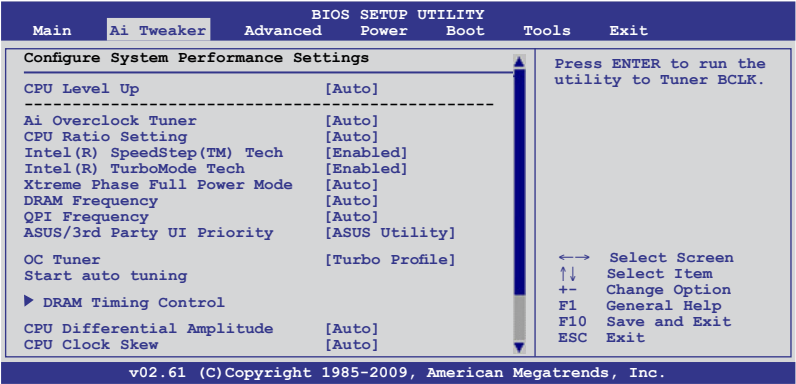 BIOS SETUP UTILITY
Main Ai Tweaker Advanced Power Boot Tools Exit
Configure System Performance Settings
CPU Level Up [Auto]
--------------------------------------------------
Ai Overclock Tuner [Auto]
CPU Ratio Setting [Auto]
Intel(R) SpeedStep(TM) Tech [Enabled]
Intel(R) TurboMode Tech [Enabled]
Xtreme Phase Full Power Mode [Auto]
DRAM Frequency [Auto]
QPI Frequency [Auto]
ASUS/3rd Party UI Priority [ASUS Utility]
OC Tuner [Turbo Profile]
Start auto tuning
▶ DRAM Timing Control
CPU Differential Amplitude [Auto]
CPU Clock Skew [Auto]
Press ENTER to run the
utility to Tuner BCLK.
←→ Select Screen
↑↓ Select Item
+- Change Option
F1 General Help
F10 Save and Exit
ESC Exit
v02.61 (C)Copyright 1985-2009, American Megatrends, Inc.